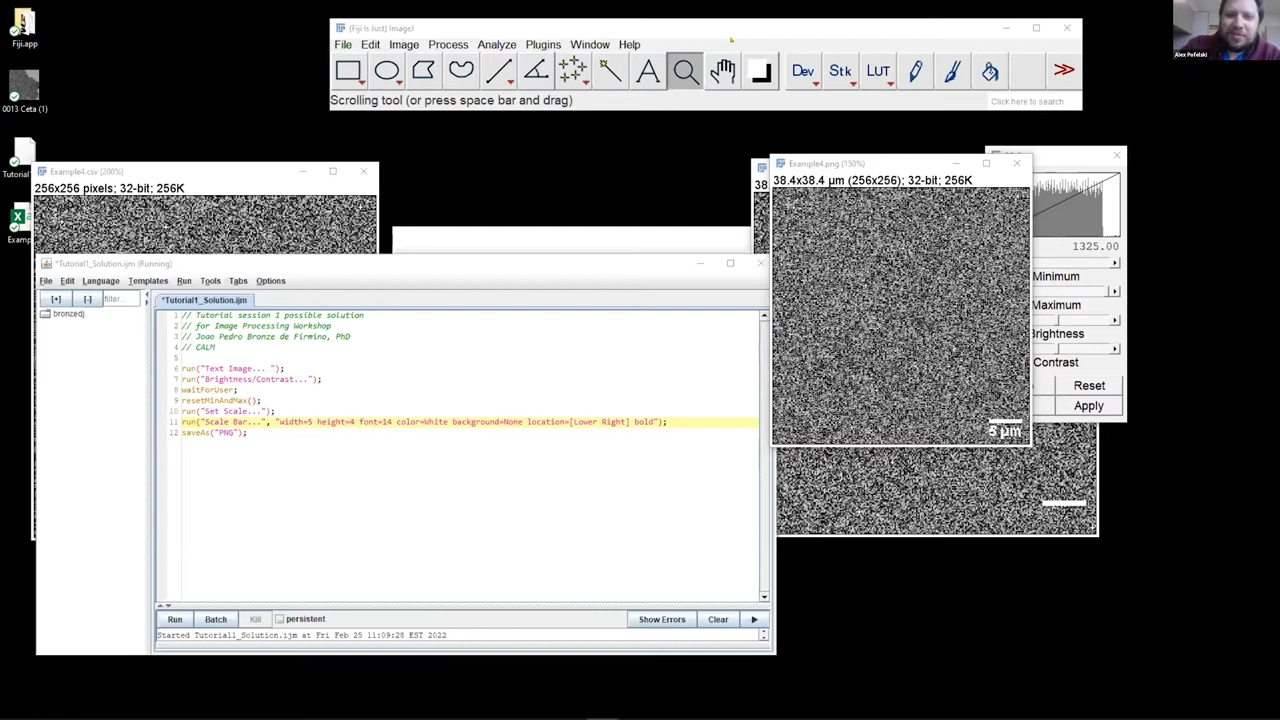 (Fiji Is Just) ImageJ
File Edit Image Process Analyze Plugins Window Help
Dev Stk LUT
Scrolling tool (or press space bar and drag)
Click here to search
Alex Pofelski
Fiji.app
0013 Ceta (1)
Tutorial
Examp
Example4.csv (200%)
256x256 pixels; 32-bit; 256K
38
Example4.png (150%)
38.4x38.4 µm (256x256); 32-bit; 256K
5 µm
1325.00
Minimum
Maximum
Brightness
Contrast
Reset
Apply
*Tutorial1_Solution.ijm (Running)
File Edit Language Templates Run Tools Tabs Options
[+] [-] filter...
bronzedj
*Tutorial1_Solution.ijm
1 // Tutorial session 1 possible solution
2 // for Image Processing Workshop
3 // Joao Pedro Bronze de Firmino, PhD
4 // CALM
5
6 run("Text Image... ");
7 run("Brightness/Contrast...");
8 waitForUser;
9 resetMinAndMax();
10 run("Set Scale...");
11 run("Scale Bar...", "width=5 height=4 font=14 color=White background=None location=[Lower Right] bold");
12 saveAs("PNG");
Run Batch Kill persistent Show Errors Clear
Started Tutorial1_Solution.ijm at Fri Feb 25 11:09:28 EST 2022